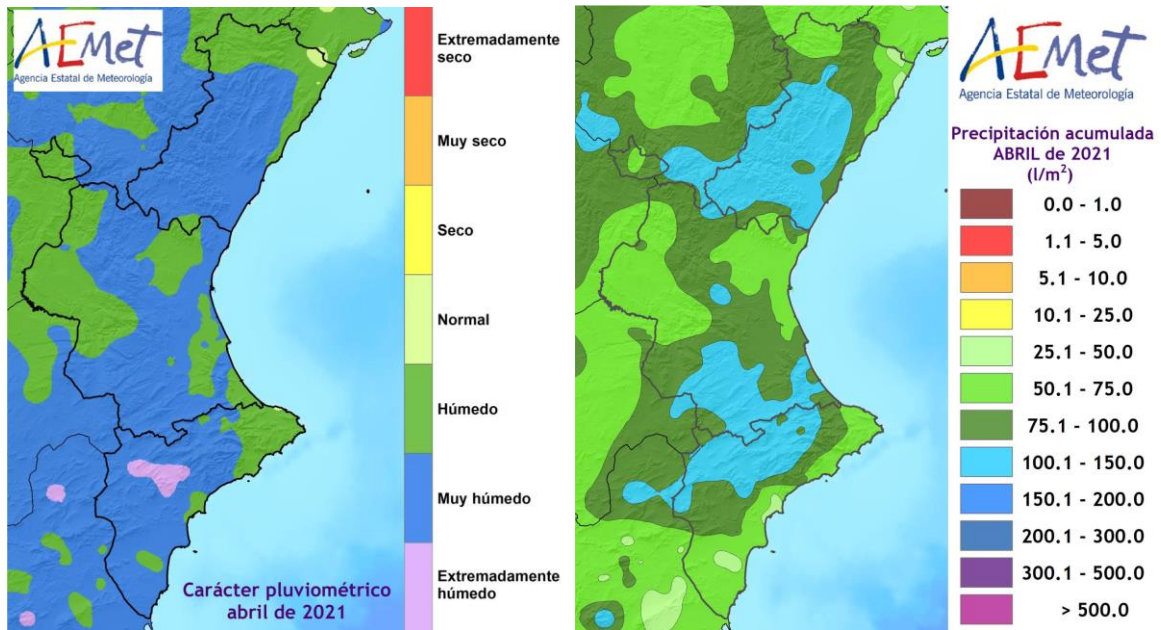 AEMet
Agencia Estatal de Meteorología
Extremadamente
seco
Muy seco
Seco
Normal
Húmedo
Muy húmedo
Extremadamente
húmedo
Carácter pluviométrico
abril de 2021
AEMet
Agencia Estatal de Meteorología
Precipitación acumulada
ABRIL de 2021
(l/m²)
0.0 - 1.0
1.1 - 5.0
5.1 - 10.0
10.1 - 25.0
25.1 - 50.0
50.1 - 75.0
75.1 - 100.0
100.1 - 150.0
150.1 - 200.0
200.1 - 300.0
300.1 - 500.0
> 500.0